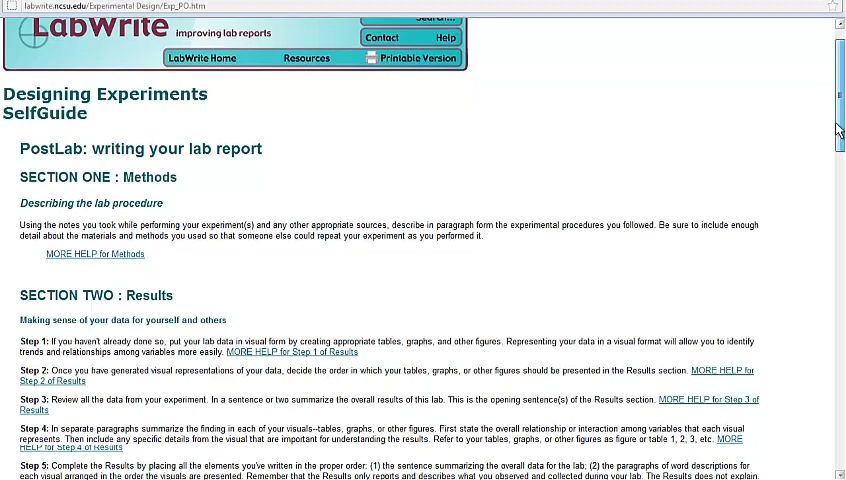 labwrite.ncsu.edu/Experimental Design/Exp_PO.htm
LabWrite improving lab reports
Search...
Contact Help
LabWrite Home Resources Printable Version
Designing Experiments
SelfGuide
PostLab: writing your lab report
SECTION ONE : Methods
Describing the lab procedure
Using the notes you took while performing your experiment(s) and any other appropriate sources, describe in paragraph form the experimental procedures you followed. Be sure to include enough
detail about the materials and methods you used so that someone else could repeat your experiment as you performed it.
MORE HELP for Methods
SECTION TWO : Results
Making sense of your data for yourself and others
Step 1: If you haven't already done so, put your lab data in visual form by creating appropriate tables, graphs, and other figures. Representing your data in a visual format will allow you to identify
trends and relationships among variables more easily. MORE HELP for Step 1 of Results
Step 2: Once you have generated visual representations of your data, decide the order in which your tables, graphs, or other figures should be presented in the Results section. MORE HELP for
Step 2 of Results
Step 3: Review all the data from your experiment. In a sentence or two summarize the overall results of this lab. This is the opening sentence(s) of the Results section. MORE HELP for Step 3 of
Results
Step 4: In separate paragraphs summarize the finding in each of your visuals--tables, graphs, or other figures. First state the overall relationship or interaction among variables that each visual
represents. Then include any specific details from the visual that are important for understanding the results. Refer to your tables, graphs, or other figures as figure or table 1, 2, 3, etc. MORE
HELP for Step 4 of Results
Step 5: Complete the Results by placing all the elements you've written in the proper order: (1) the sentence summarizing the overall data for the lab; (2) the paragraphs of word descriptions for
each visual arranged in the order the visuals are presented. Remember that the Results only reports and describes what you observed and collected during your lab. The Results does not explain,